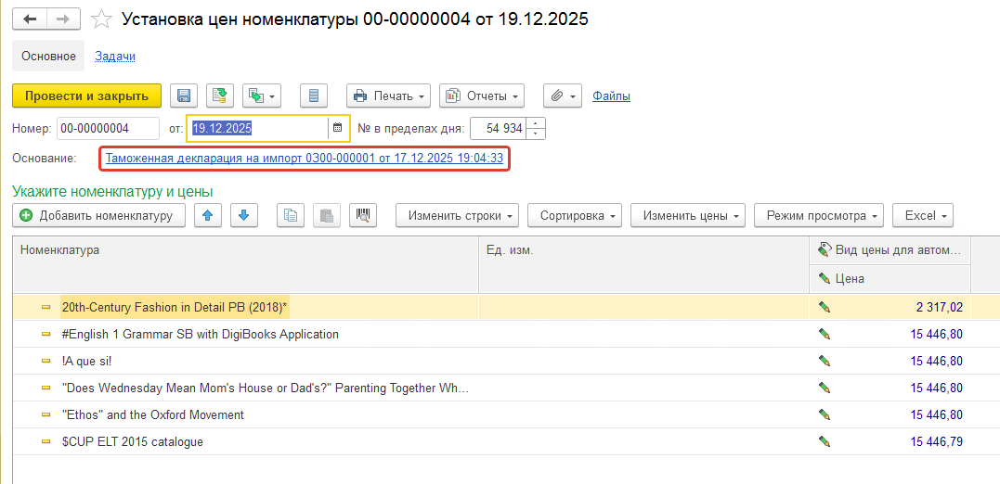 Установка цен номенклатуры 00-00000004 от 19.12.2025
Основное Задачи
Провести и закрыть Печать Отчеты Файлы
Номер: 00-00000004 от: 19.12.2025 № в пределах дня: 54 934
Основание: Таможенная декларация на импорт 0З00-000001 от 17.12.2025 19:04:33
Укажите номенклатуру и цены
Добавить номенклатуру Изменить строки Сортировка Изменить цены Режим просмотра Excel
Номенклатура Ед. изм. Вид цены для автом...
Цена
20th-Century Fashion in Detail PB (2018)* 2 317,02
#English 1 Grammar SB with DigiBooks Application 15 446,80
!A que si! 15 446,80
"Does Wednesday Mean Mom's House or Dad's?" Parenting Together Wh... 15 446,80
"Ethos" and the Oxford Movement 15 446,80
$CUP ELT 2015 catalogue 15 446,79